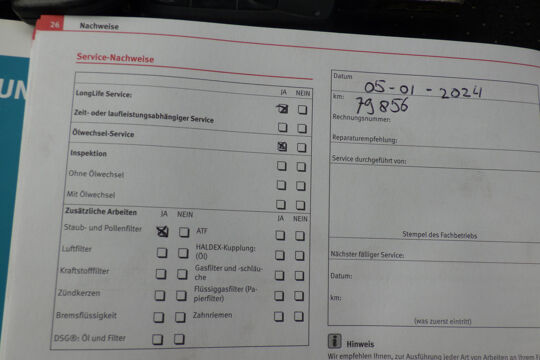 26 Nachweise
Service-Nachweise
JA NEIN
LongLife Service:
Zeit- oder laufleistungsabhängiger Service
Ölwechsel-Service
Inspektion
Ohne Ölwechsel
Mit Ölwechsel
Zusätzliche Arbeiten JA NEIN JA NEIN
Staub- und Pollenfilter ATF
Luftfilter HALDEX-Kupplung:
(Öl)
Kraftstofffilter Gasfilter und -schläu-
che
Zündkerzen Flüssiggasfilter (Pa-
pierfilter)
Bremsflüssigkeit Zahnriemen
DSG®: Öl und Filter
Datum
05-01-2024
km: 79856
Rechnungsnummer:
Reparaturempfehlung:
Service durchgeführt von:
Stempel des Fachbetriebs
Nächster fälliger Service:
Datum:
km:
(was zuerst eintritt)
i Hinweis
Wir empfehlen Ihnen, zur Ausführung jeder Art von Arbeiten an Ihrem
UN